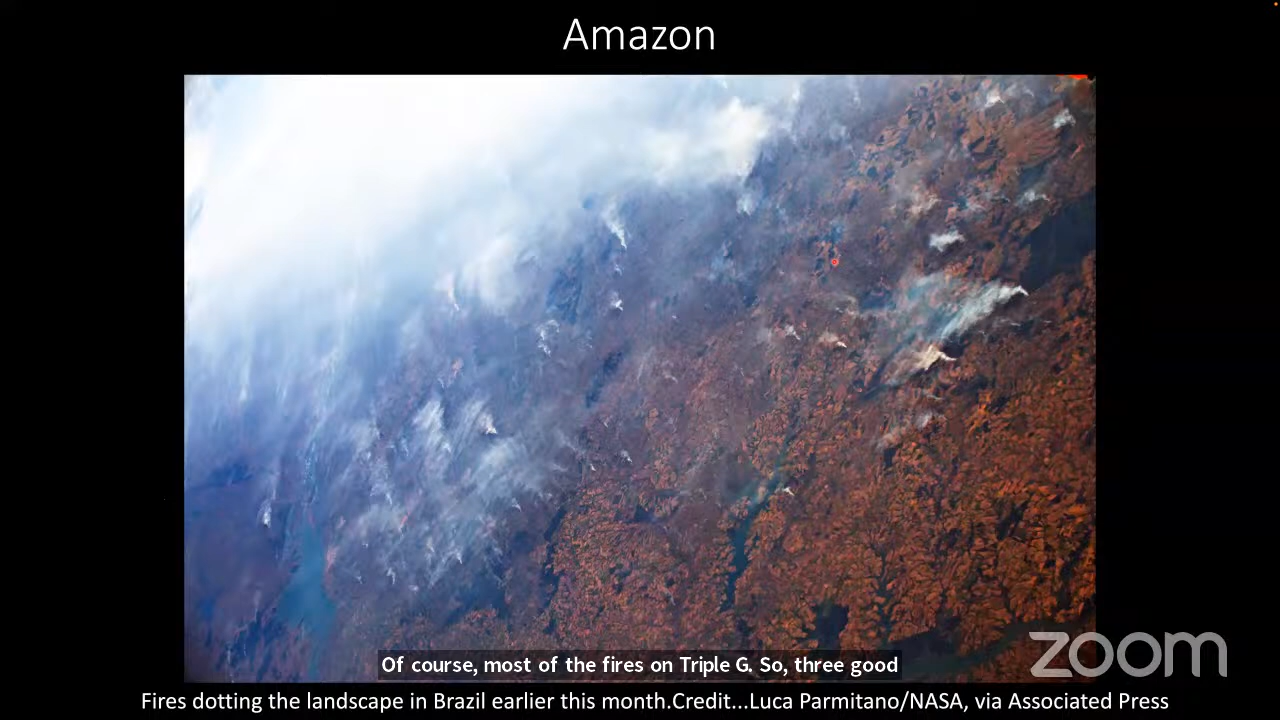 Amazon
Of course, most of the fires on Triple G. So, three good
zoom
Fires dotting the landscape in Brazil earlier this month.Credit...Luca Parmitano/NASA, via Associated Press